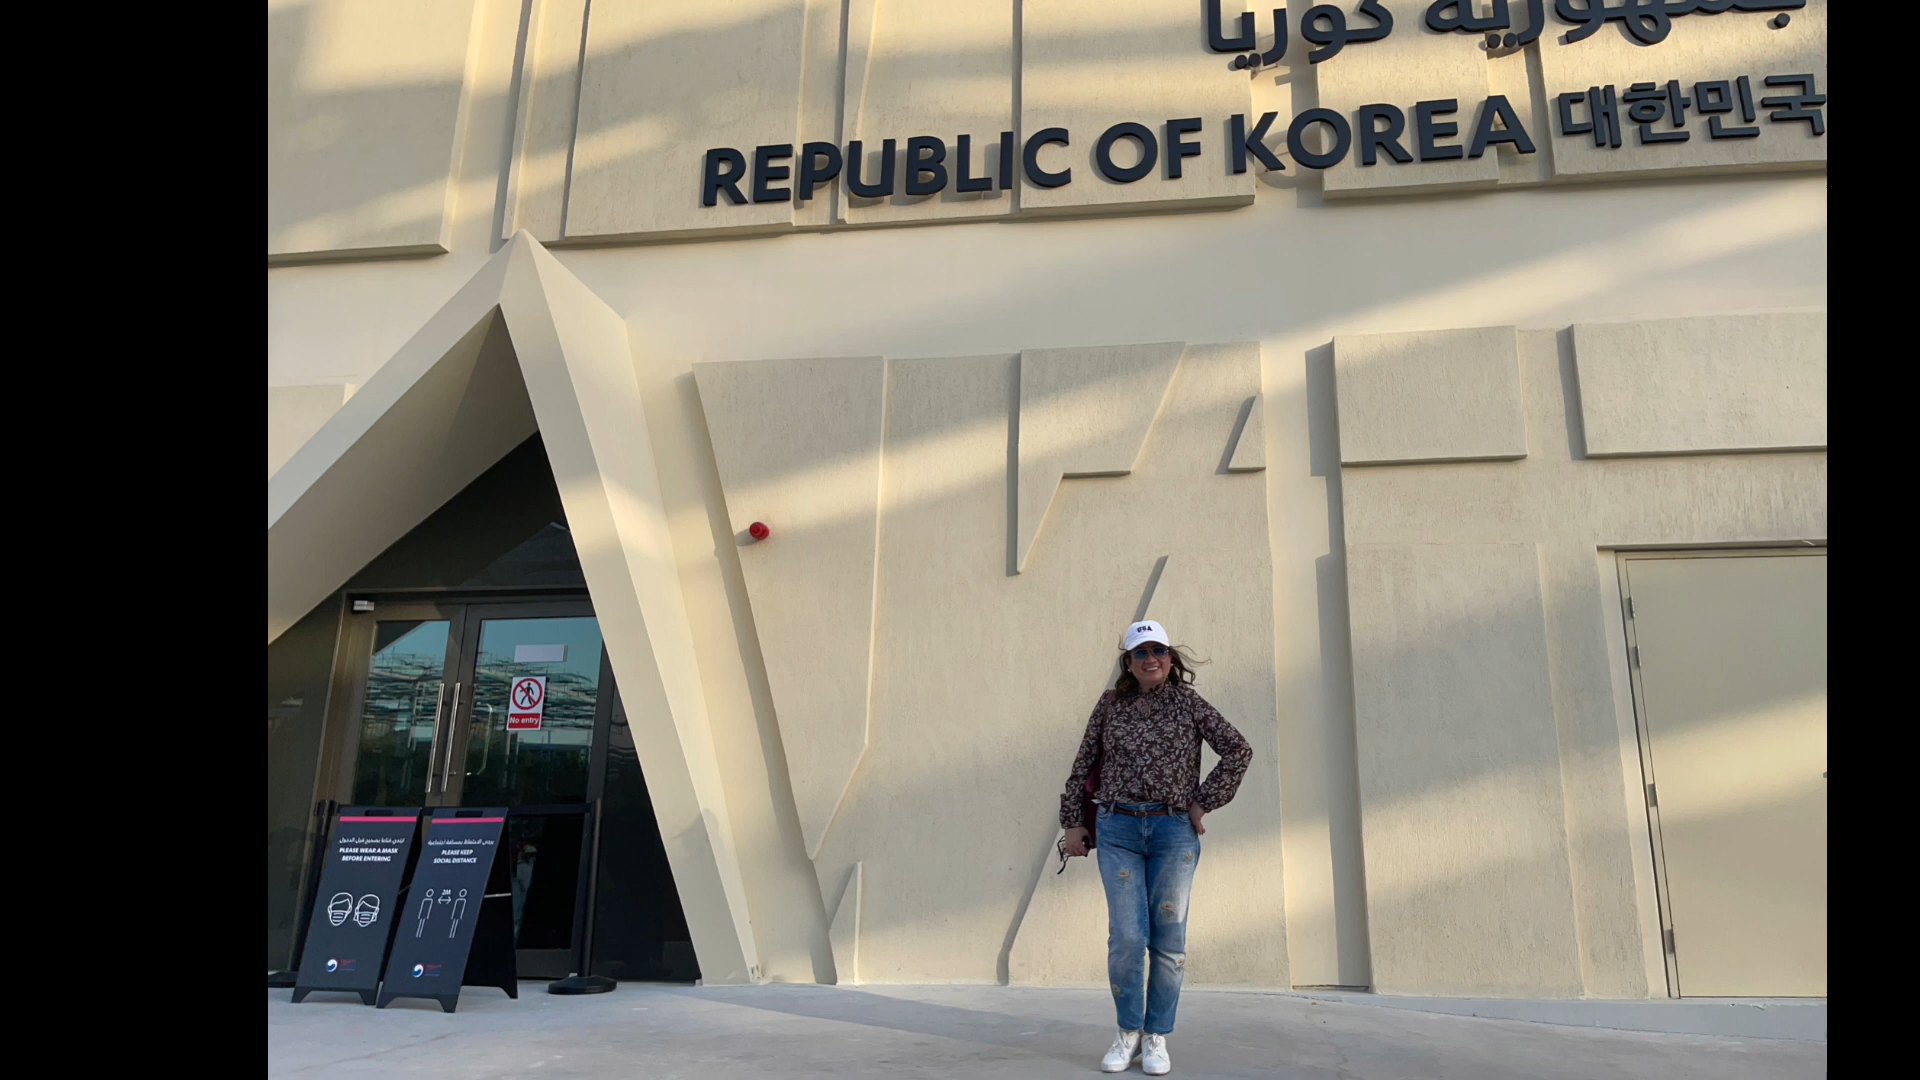 جمهورية كوريا
REPUBLIC OF KOREA 대한민국
USA
No entry
PLEASE WEAR A MASK
BEFORE ENTERING
PLEASE KEEP
SOCIAL DISTANCE
2M